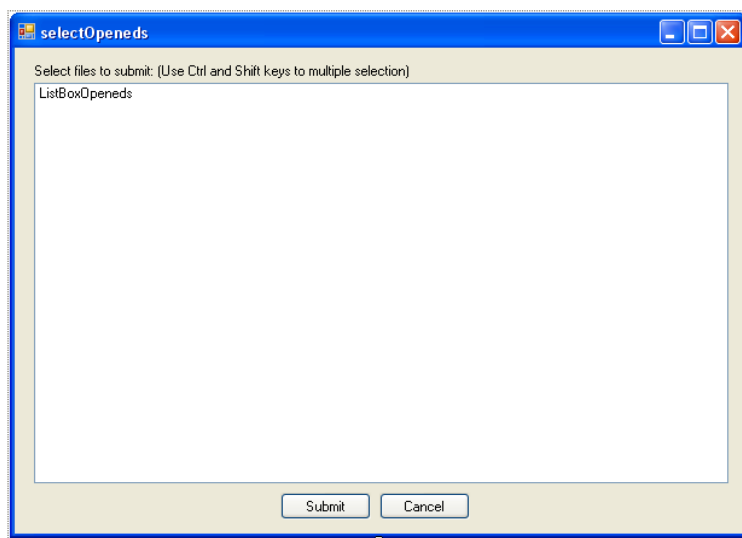 selectOpeneds
Select files to submit: (Use Ctrl and Shift keys to multiple selection)
ListBoxOpeneds
Submit Cancel